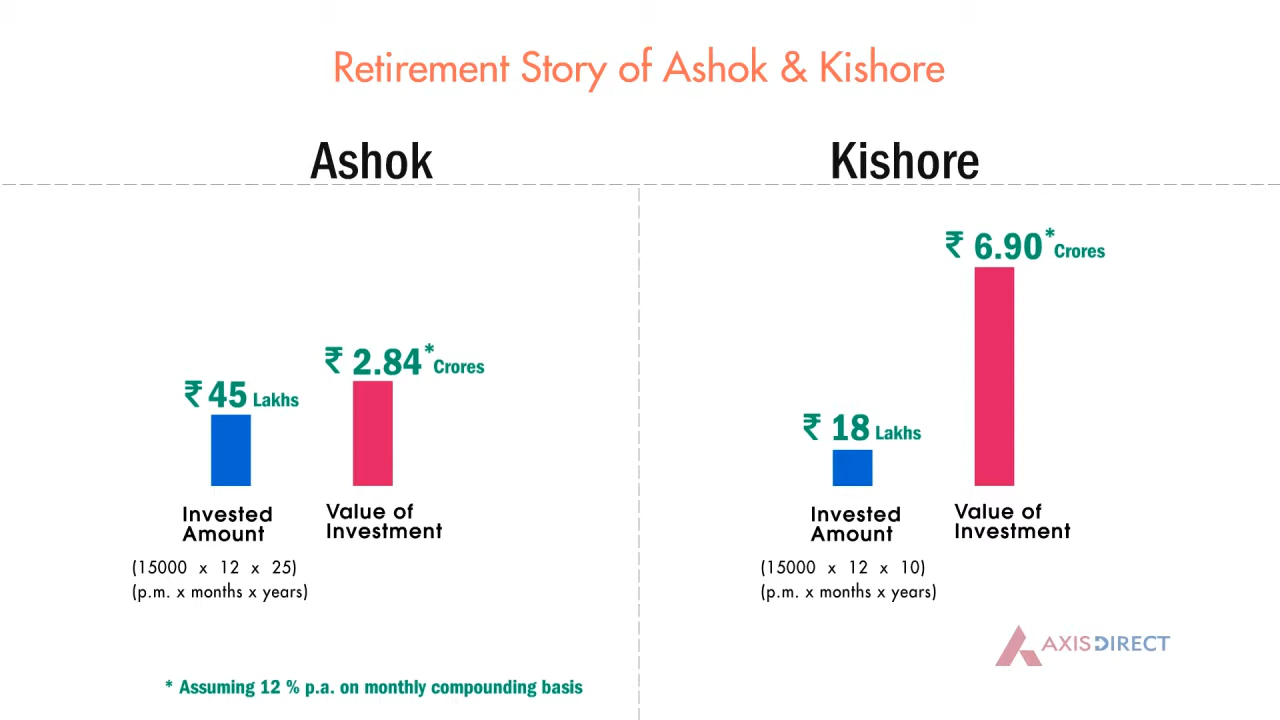 Retirement Story of Ashok & Kishore
Ashok
Kishore
₹ 45 Lakhs
₹ 2.84* Crores
Invested
Amount
Value of
Investment
(15000 x 12 x 25)
(p.m. x months x years)
₹ 18 Lakhs
₹ 6.90* Crores
Invested
Amount
Value of
Investment
(15000 x 12 x 10)
(p.m. x months x years)
AXIS DIRECT
* Assuming 12 % p.a. on monthly compounding basis